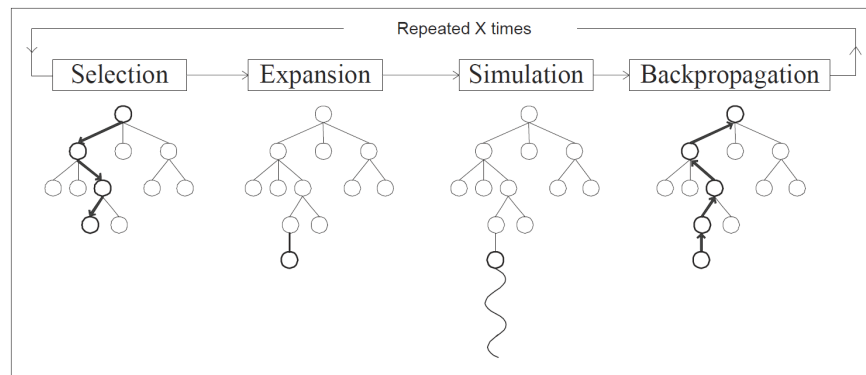 Repeated X times
Selection
Expansion
Simulation
Backpropagation